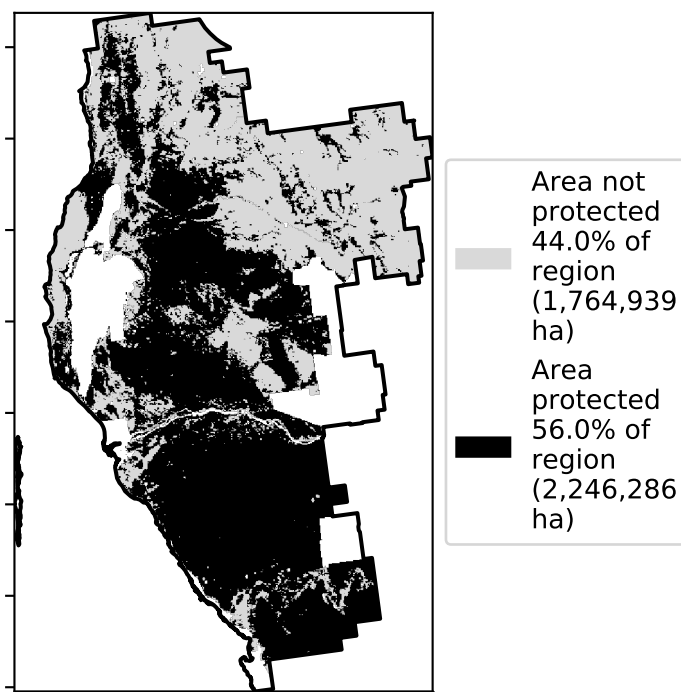 Area not
protected
44.0% of
region
(1,764,939
ha)
Area
protected
56.0% of
region
(2,246,286
ha)